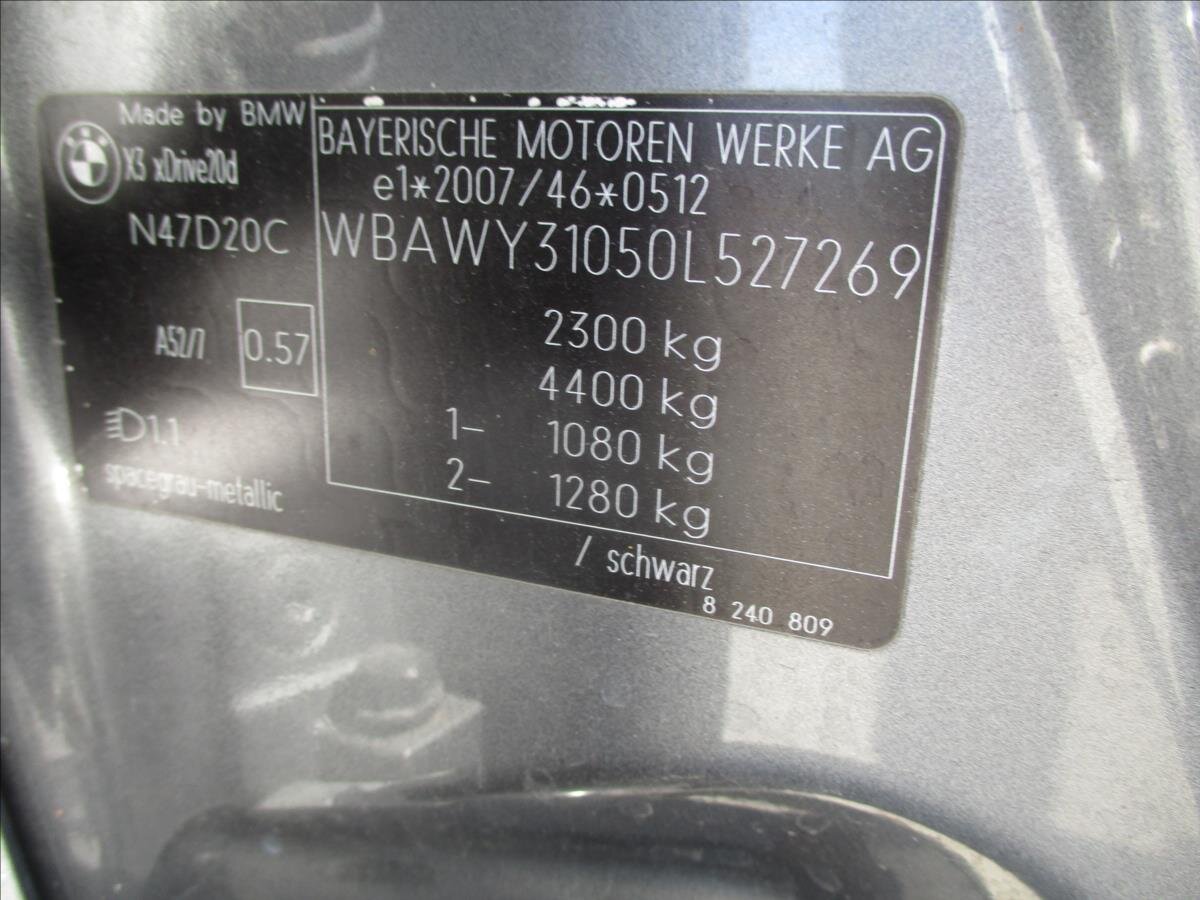 Made by BMW
X3 xDrive20d
N47D20C
A52/7 0.57
D1.1
spacegrau-metallic
BAYERISCHE MOTOREN WERKE AG
e1*2007/46*0512
WBAWY31050L527269
2300 kg
4400 kg
1- 1080 kg
2- 1280 kg
/ schwarz
8 240 809